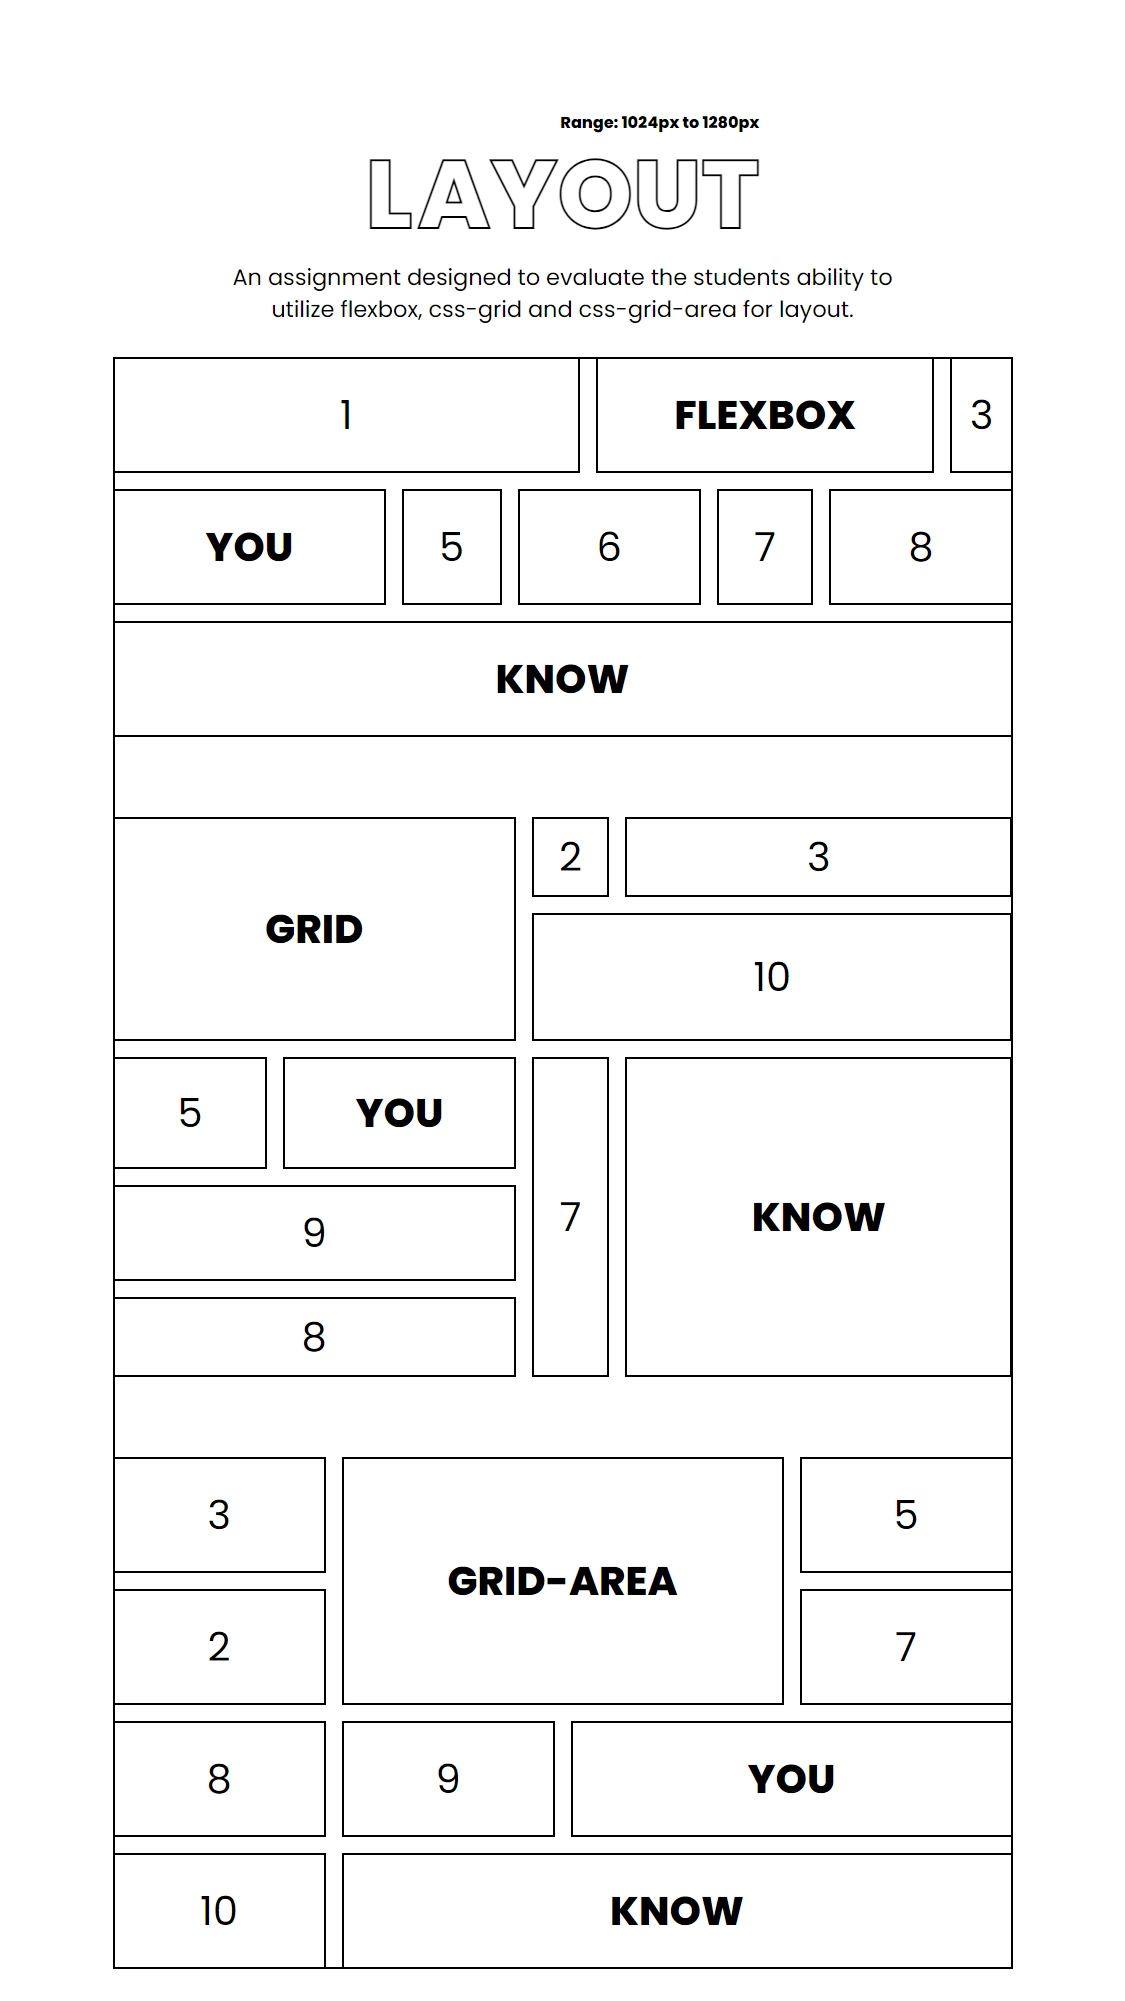 Range: 1024px to 1280px
LAYOUT
An assignment designed to evaluate the students ability to
utilize flexbox, css-grid and css-grid-area for layout.
1 FLEXBOX 3
YOU 5 6 7 8
KNOW
GRID
2 3
10
5 YOU
9
8
7
KNOW
3
GRID-AREA
5
2
7
8 9 YOU
10 KNOW